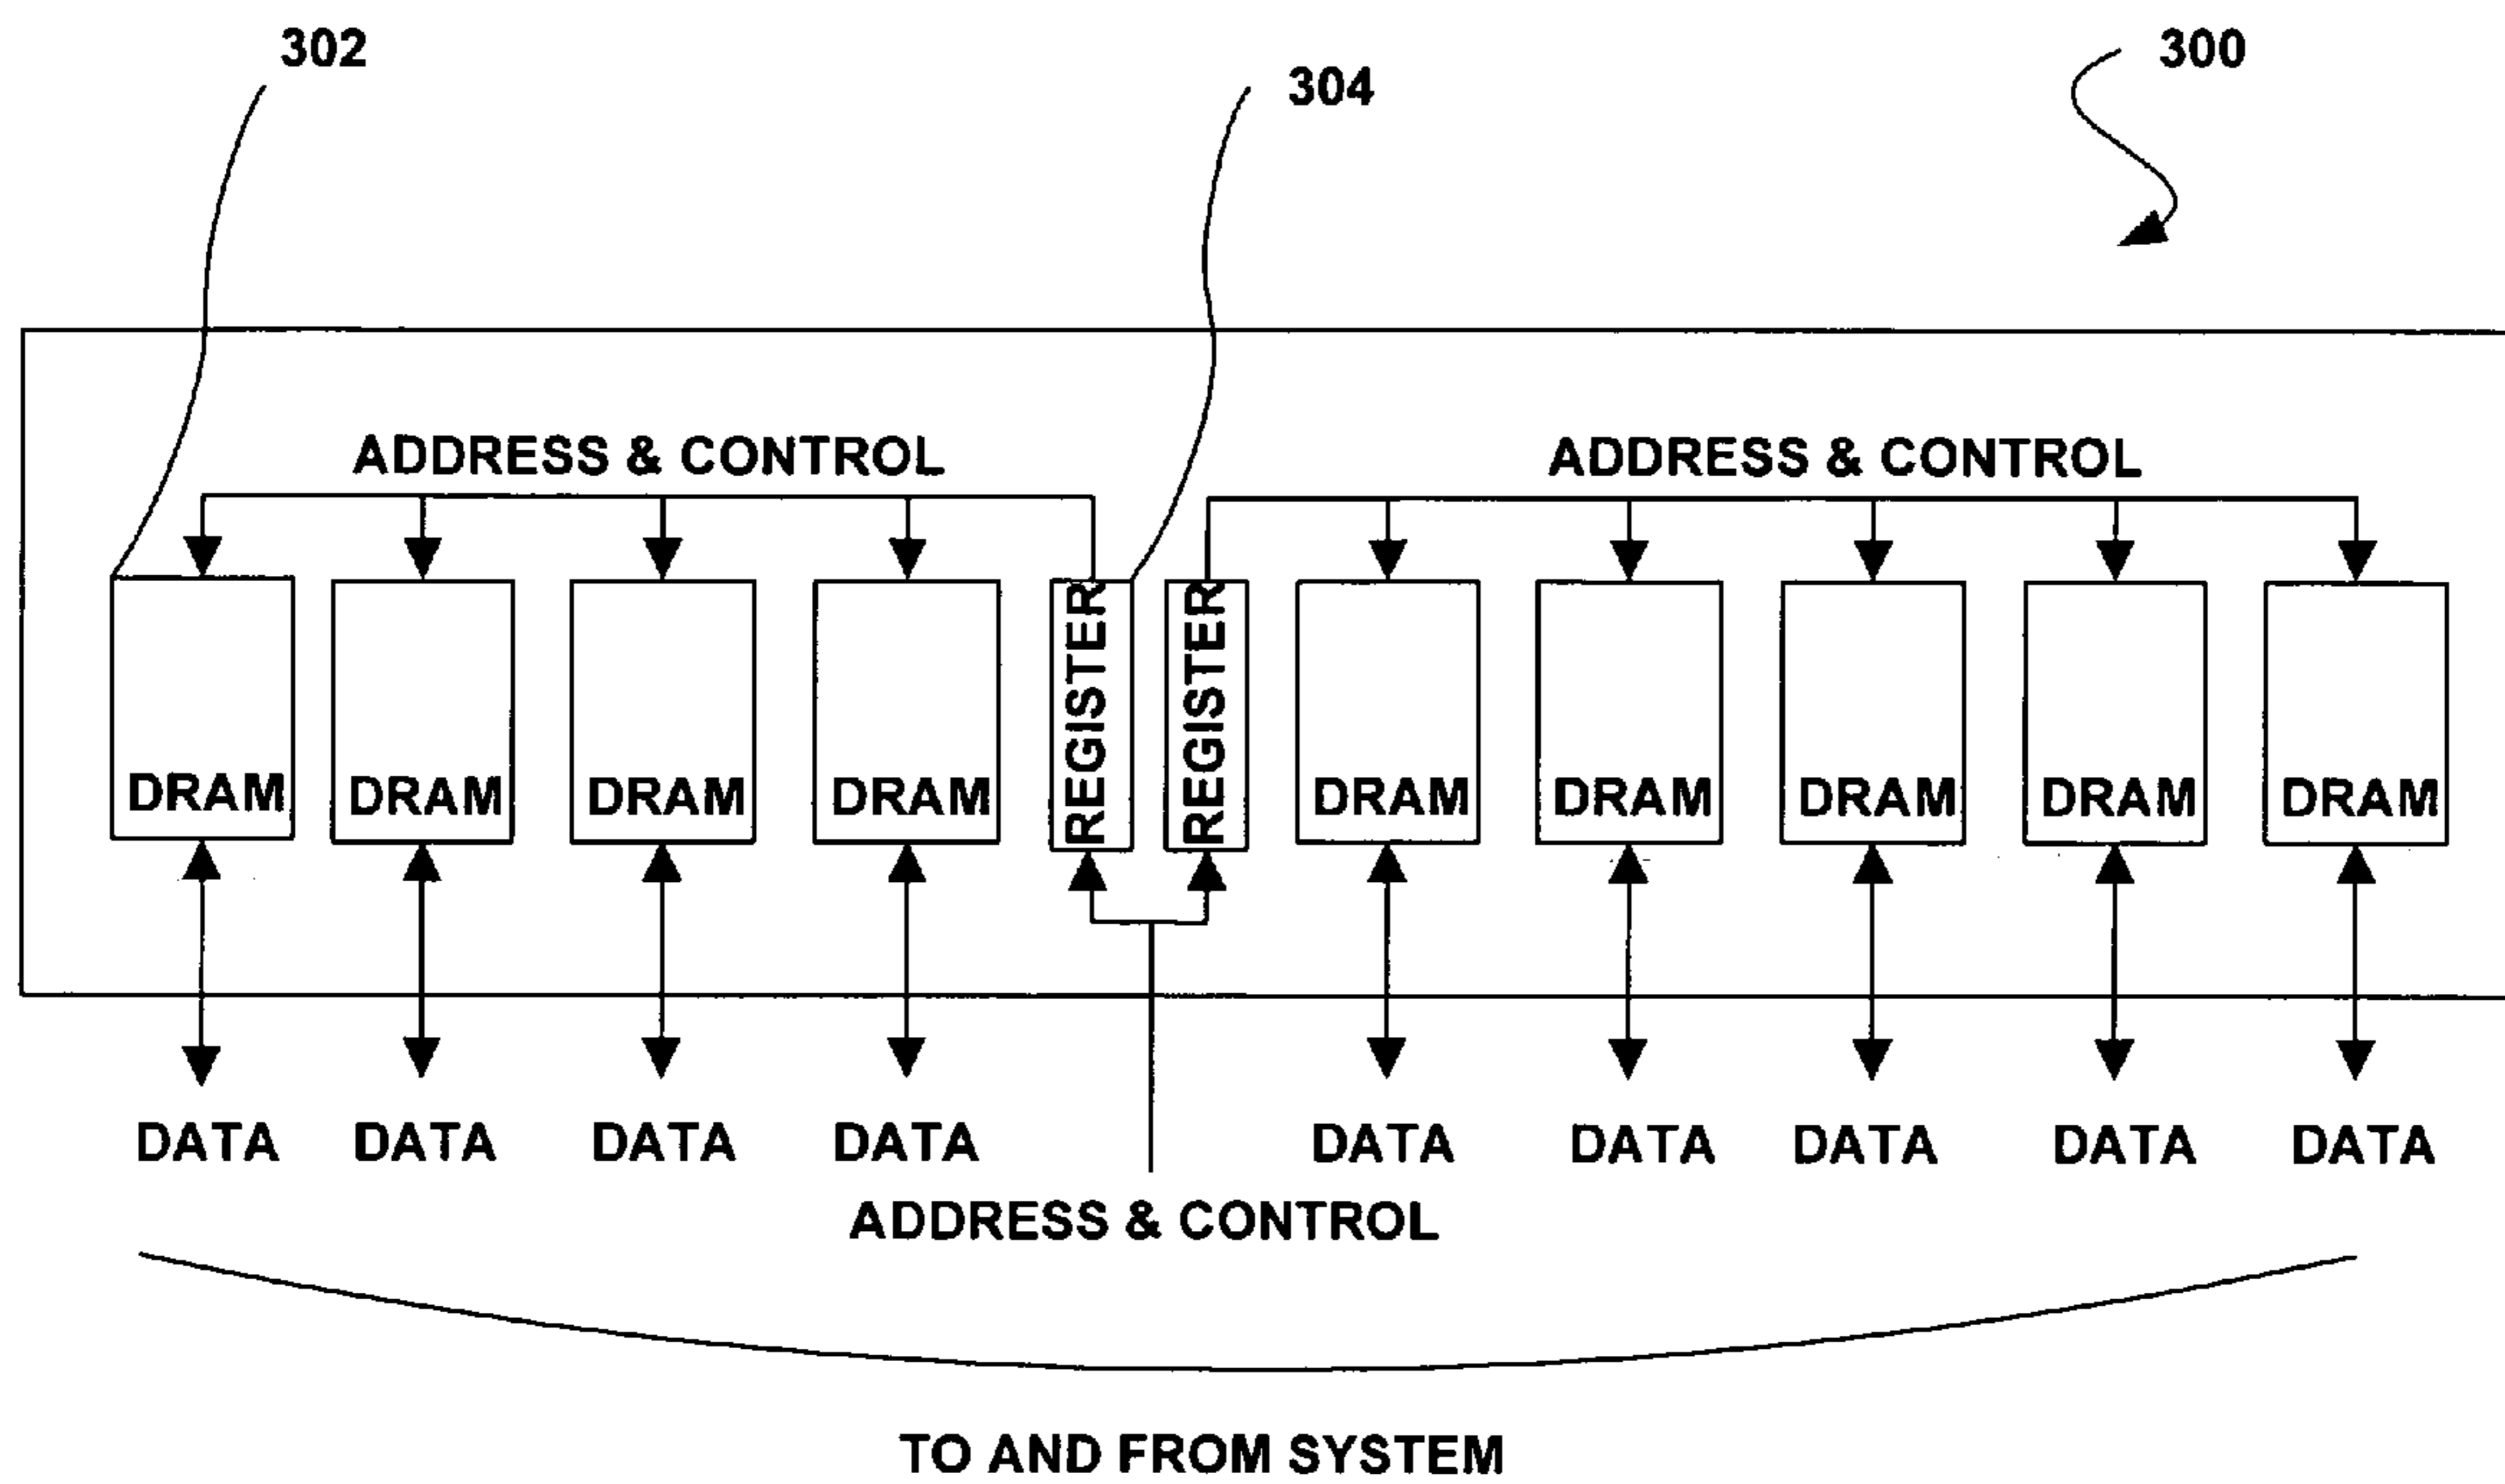 302
304
300
ADDRESS & CONTROL
ADDRESS & CONTROL
DRAM
DRAM
DRAM
DRAM
REGISTER
REGISTER
DRAM
DRAM
DRAM
DRAM
DRAM
DATA
DATA
DATA
DATA
DATA
DATA
DATA
DATA
DATA
ADDRESS & CONTROL
TO AND FROM SYSTEM